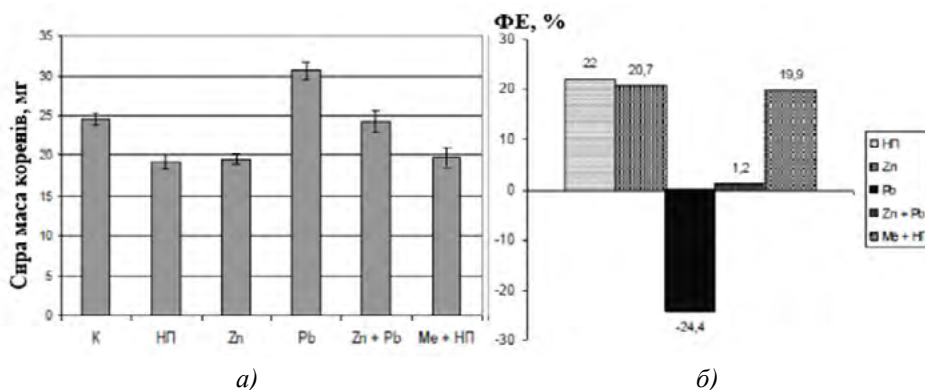 Сира маса коренів, мг
35
30
25
20
15
10
5
0
К НП Zn Pb Zn + Pb Ме + НП
а)
ФЕ, %
30
20
10
0
-10
-20
-30
22
20,7
-24,4
1,2
19,9
НП
Zn
Pb
Zn + Pb
Ме + НП
б)